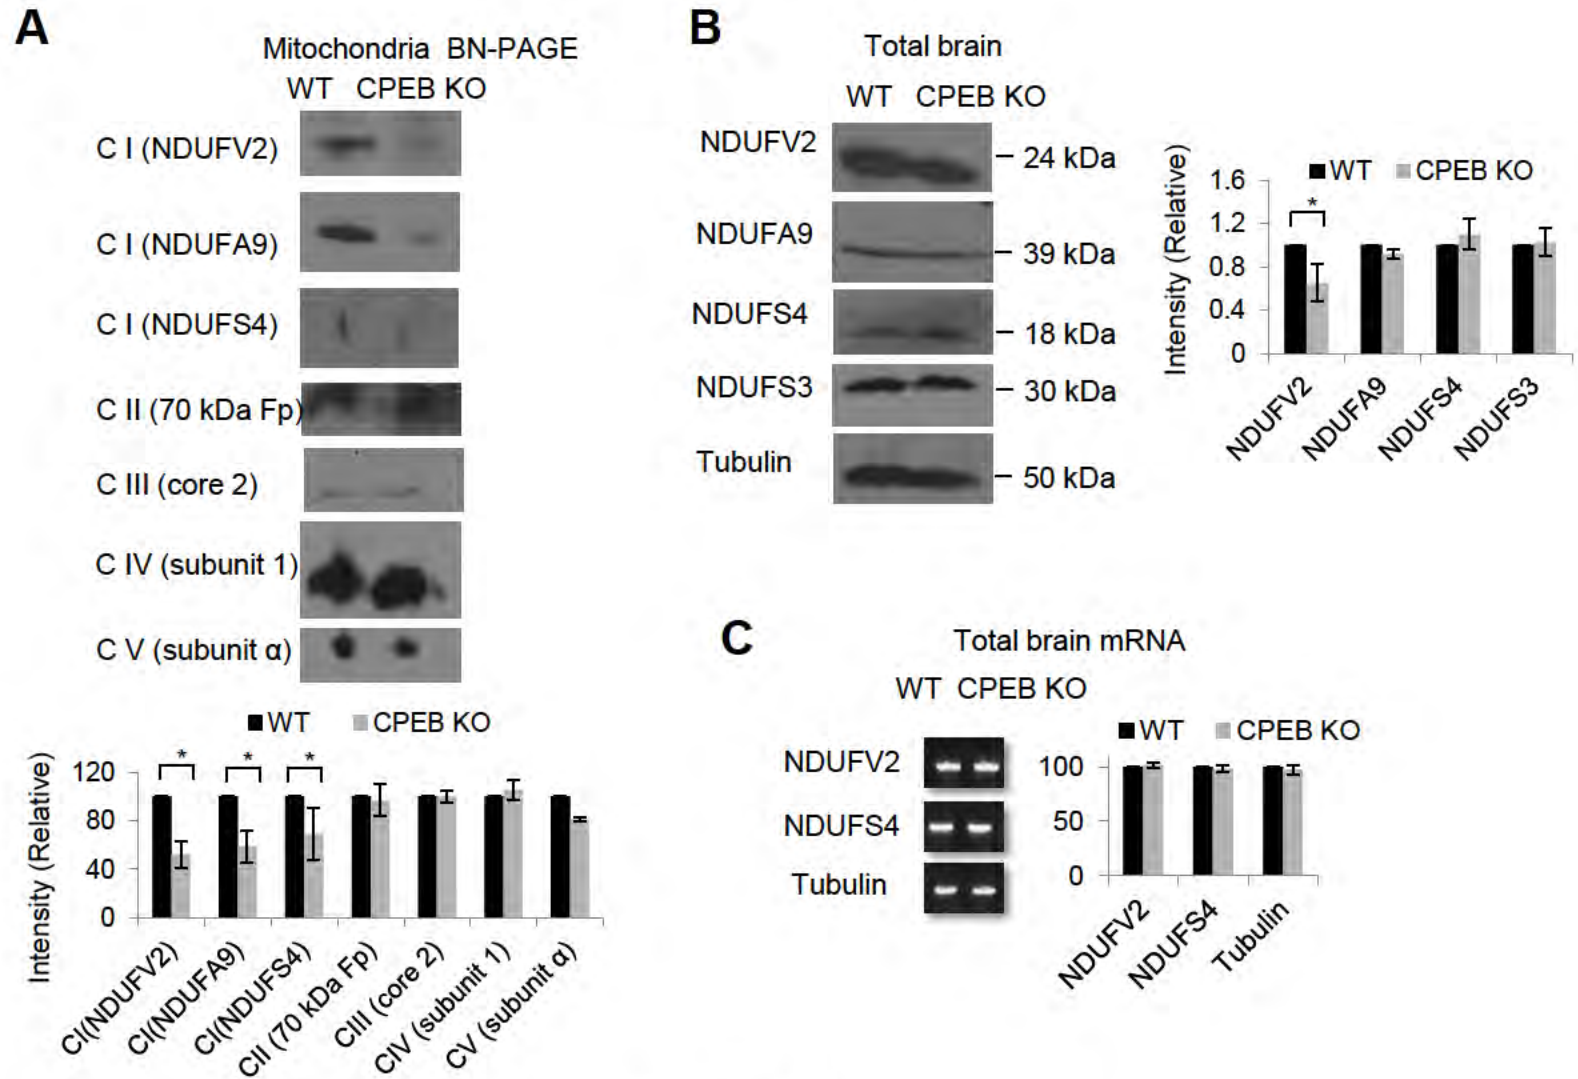 A
Mitochondria BN-PAGE
WT CPEB KO
C I (NDUFV2)
C I (NDUFA9)
C I (NDUFS4)
C II (70 kDa Fp)
C III (core 2)
C IV (subunit 1)
C V (subunit α)
WT CPEB KO
Intensity (Relative)
120
80
40
0
* * *
CI(NDUFV2)
CI(NDUFA9)
CI(NDUFS4)
CII (70 kDa Fp)
CIII (core 2)
CIV (subunit 1)
CV (subunit α)
B
Total brain
WT CPEB KO
NDUFV2 24 kDa
NDUFA9 39 kDa
NDUFS4 18 kDa
NDUFS3 30 kDa
Tubulin 50 kDa
WT CPEB KO
Intensity (Relative)
1.6
1.2
0.8
0.4
0
*
NDUFV2
NDUFA9
NDUFS4
NDUFS3
C
Total brain mRNA
WT CPEB KO
NDUFV2
NDUFS4
Tubulin
WT CPEB KO
100
50
0
NDUFV2
NDUFS4
Tubulin